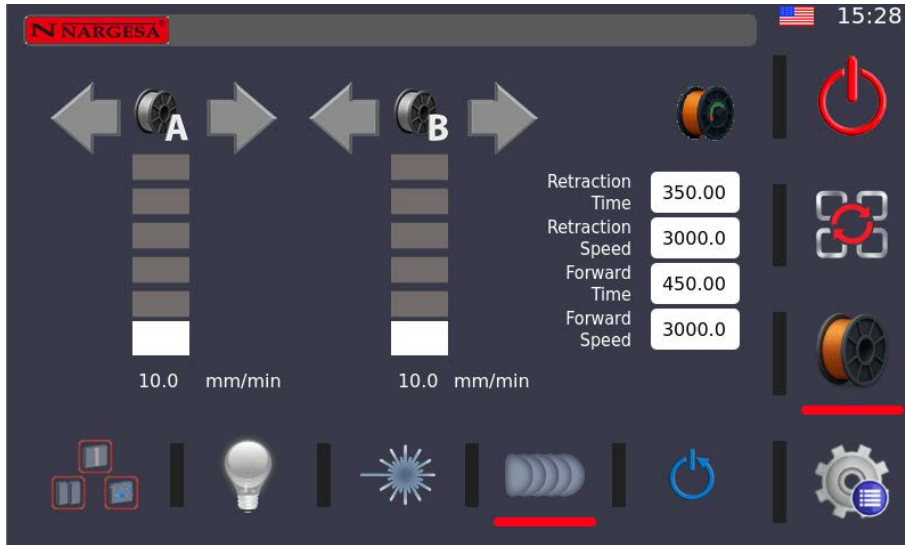 N NARGESA®
15:28
A
B
Retraction
Time
350.00
Retraction
Speed
3000.0
Forward
Time
450.00
Forward
Speed
3000.0
10.0 mm/min
10.0 mm/min